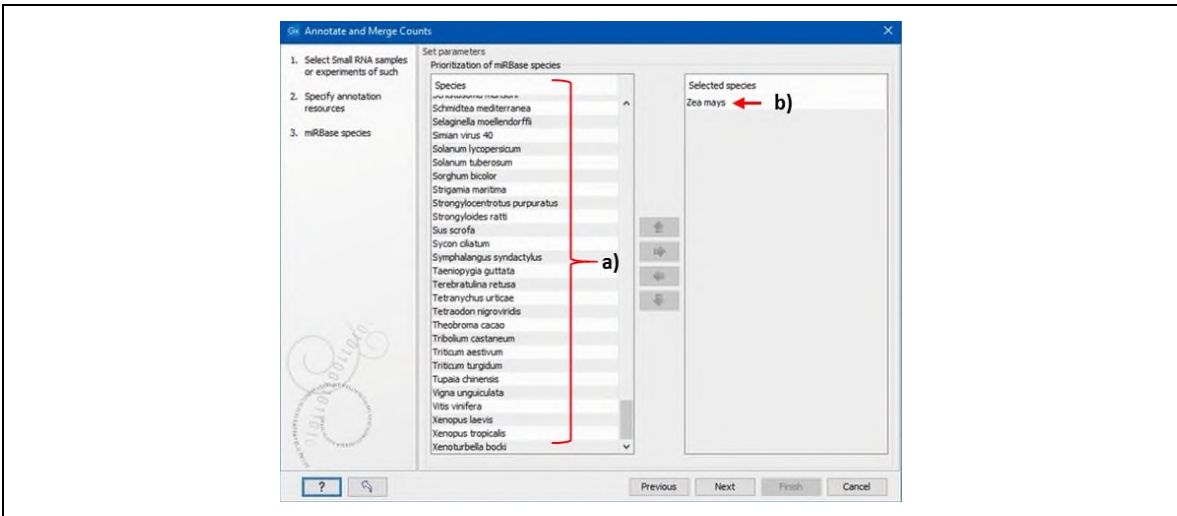 Gx Annotate and Merge Counts
1. Select Small RNA samples
or experiments of such
2. Specify annotation
resources
3. miRBase species
Set parameters
Prioritization of miRBase species
Species
Schmidtea mediterranea
Selaginella moellendorffii
Simian virus 40
Solanum lycopersicum
Solanum tuberosum
Sorghum bicolor
Strigamia maritima
Strongylocentrotus purpuratus
Strongyloides ratti
Sus scrofa
Sycon ciliatum
Symphalangus syndactylus
Taeniopygia guttata
Terebratulina retusa
Tetranychus urticae
Tetraodon nigroviridis
Theobroma cacao
Tribolium castaneum
Triticum aestivum
Triticum turgidum
Tupaia chinensis
Vigna unguiculata
Vitis vinifera
Xenopus laevis
Xenopus tropicalis
Xenoturbella bocki
a)
Selected species
Zea mays
b)
?
Previous
Next
Finish
Cancel